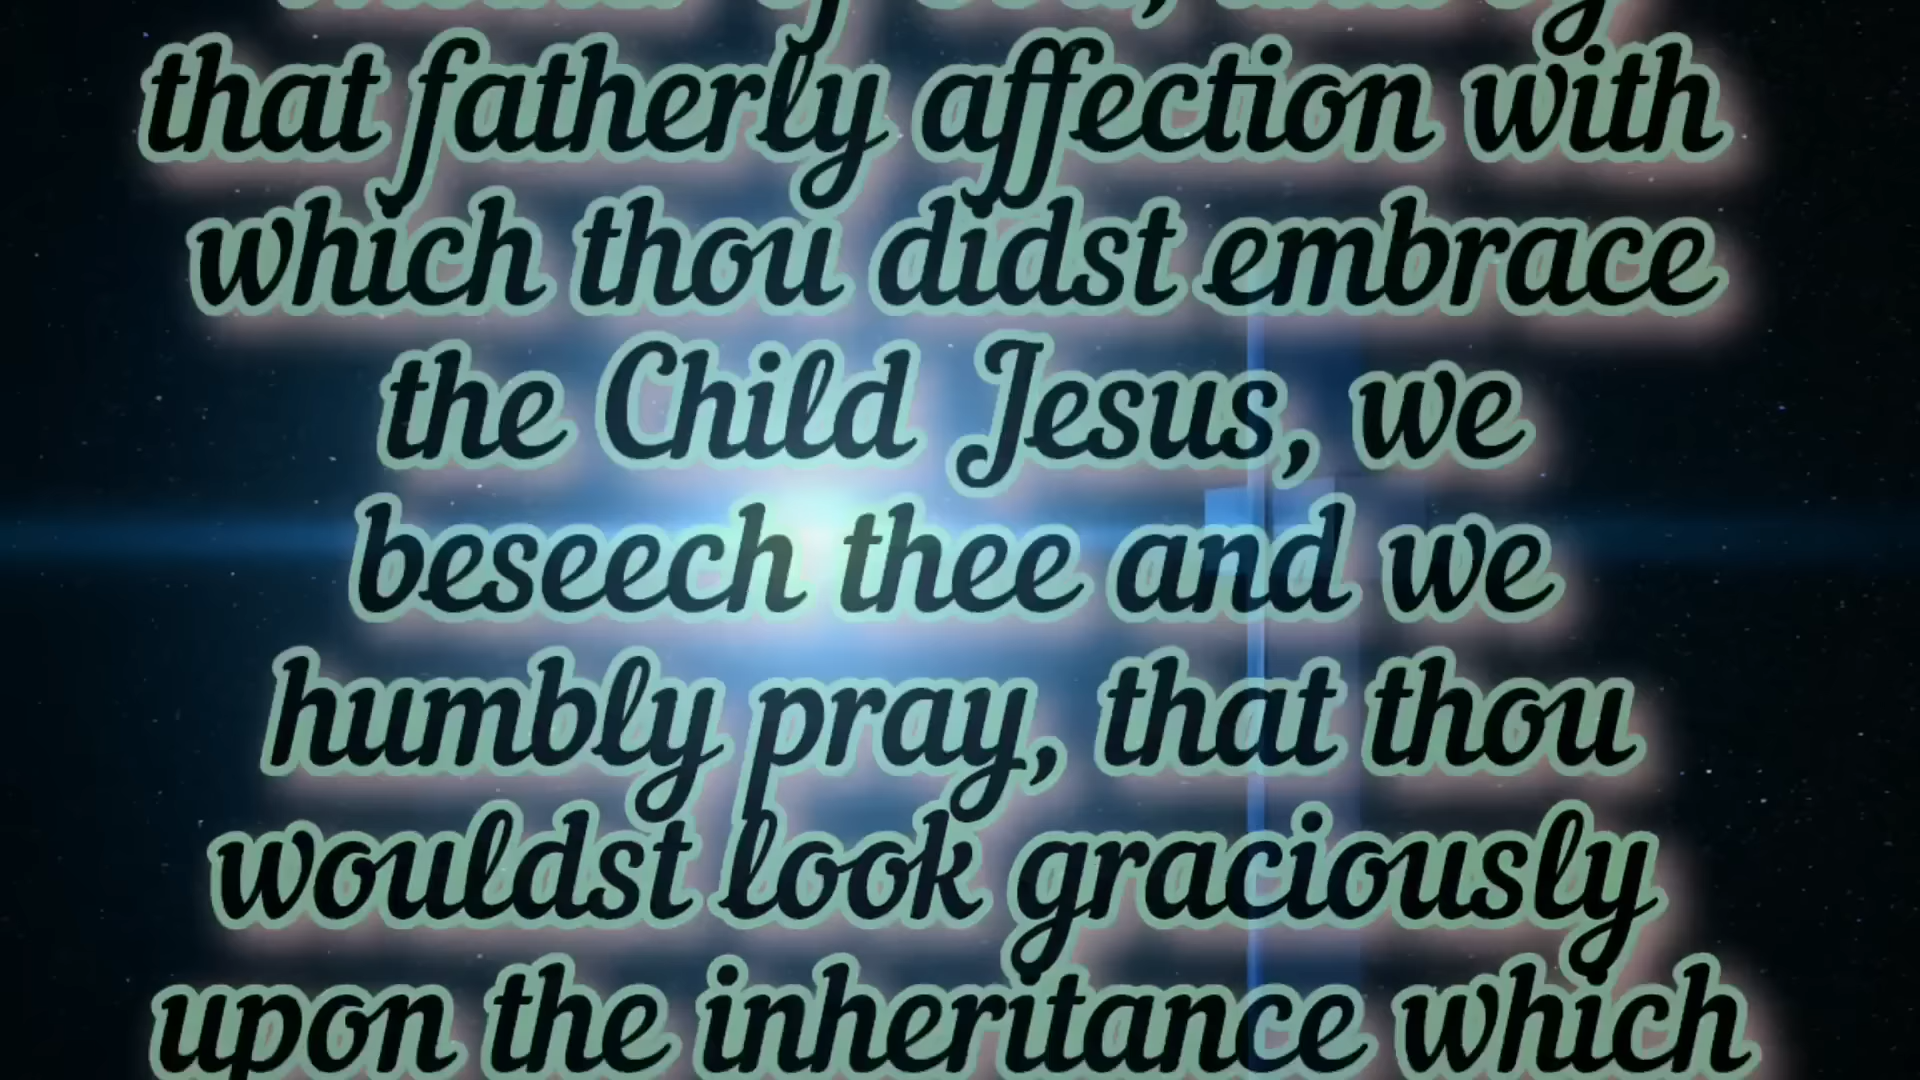 that fatherly affection with
which thou didst embrace
the Child Jesus, we
beseech thee and we
humbly pray, that thou
wouldst look graciously
upon the inheritance which